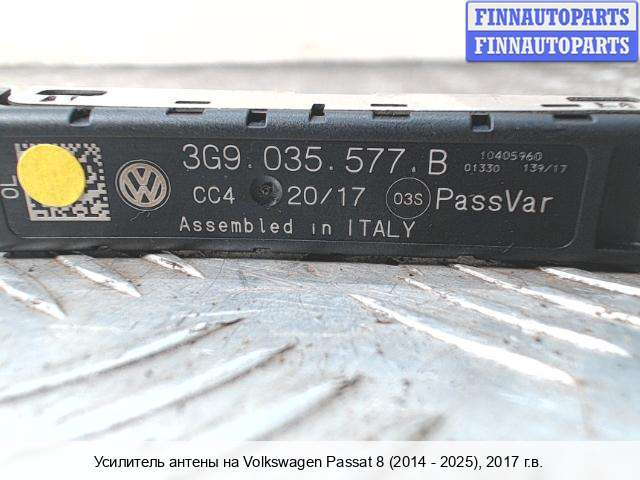 FINNAUTOPARTS
FINNAUTOPARTS
3G9.035.577.B
10405960
01330 139/17
OL
CC4 20/17 03S PassVar
Assembled in ITALY
Усилитель антены на Volkswagen Passat 8 (2014 - 2025), 2017 г.в.